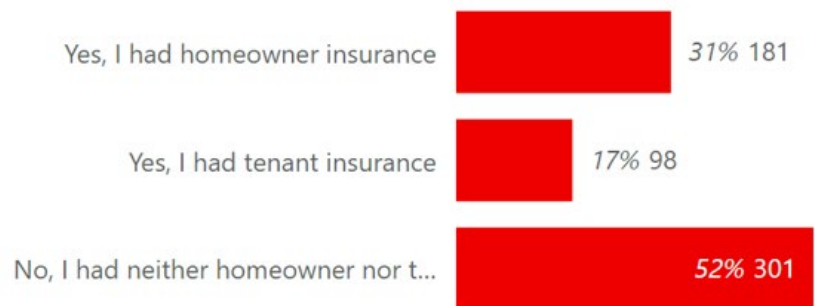 Yes, I had homeowner insurance 31% 181
Yes, I had tenant insurance 17% 98
No, I had neither homeowner nor t... 52% 301